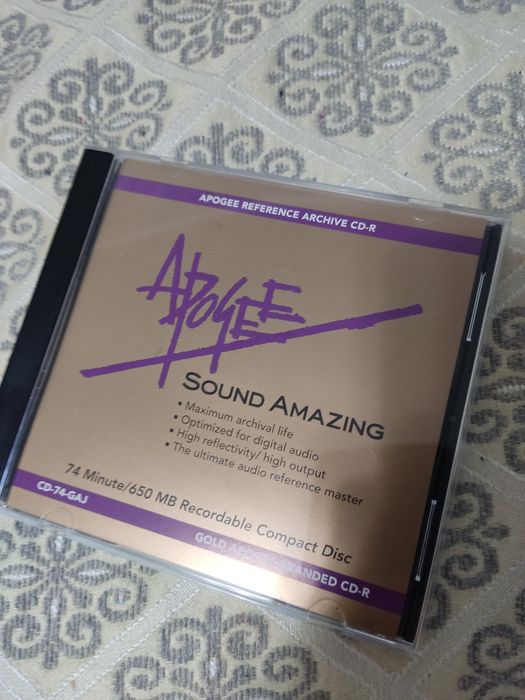 APOGEE REFERENCE ARCHIVE CD-R
APOGEE
SOUND AMAZING
• Maximum archival life
• Optimized for digital audio
• High reflectivity/ high output
• The ultimate audio reference master
74 Minute/650 MB Recordable Compact Disc
CD-74-GAJ
GOLD APOGEE BRANDED CD-R